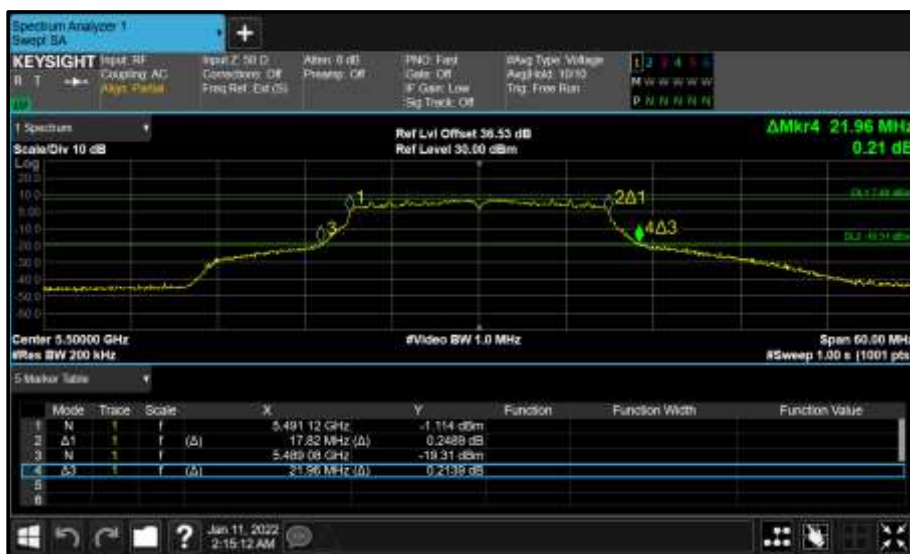 Spectrum Analyzer 1
Swept SA
KEYSIGHT Input: RF Input Z: 50 Ω Atten: 6 dB PNO: Fast #Avg Type: Voltage 1 2 3 4 5 6
R T Coupling: AC Corrections: Off Preamp: Off Gate: Off Avg|Hold: 10/10 M W W W W W
Align: Partial Freq Ref: Ext (S) IF Gain: Low Trig: Free Run
Sig Track: Off P N N N N N
1 Spectrum Ref Lvl Offset 36.53 dB ΔMkr4 21.96 MHz
Scale/Div 10 dB Ref Level 30.00 dBm 0.21 dB
Log
20.0
10.0 1 2Δ1
0.00
-10.0 3 4Δ3
-20.0
-30.0
-40.0
-50.0
-60.0
Center 5.50000 GHz #Video BW 1.0 MHz Span 60.00 MHz
#Res BW 200 kHz #Sweep 1.00 s (1001 pts
5 Marker Table
Mode Trace Scale X Y Function Function Width Function Value
1 N 1 f 5.491 12 GHz -1.114 dBm
2 Δ1 1 f (Δ) 17.82 MHz (Δ) 0.2489 dB
3 N 1 f 5.489 08 GHz -19.31 dBm
4 Δ3 1 f (Δ) 21.96 MHz (Δ) 0.2139 dB
5
6
? Jan 11, 2022
2:15:12 AM